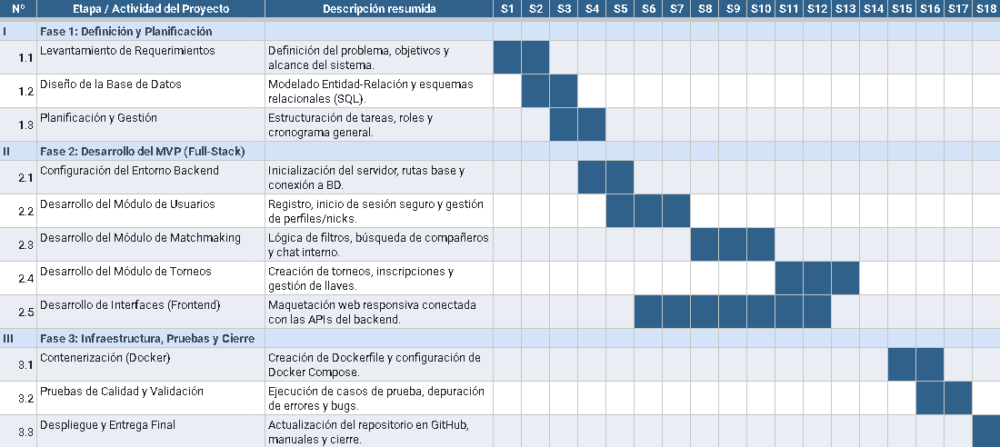 Nº Etapa / Actividad del Proyecto Descripción resumida S1 S2 S3 S4 S5 S6 S7 S8 S9 S10 S11 S12 S13 S14 S15 S16 S17 S18
I Fase 1: Definición y Planificación
1.1 Levantamiento de Requerimientos Definición del problema, objetivos y
alcance del sistema.
1.2 Diseño de la Base de Datos Modelado Entidad-Relación y esquemas
relacionales (SQL).
1.3 Planificación y Gestión Estructuración de tareas, roles y
cronograma general.
II Fase 2: Desarrollo del MVP (Full-Stack)
2.1 Configuración del Entorno Backend Inicialización del servidor, rutas base y
conexión a BD.
2.2 Desarrollo del Módulo de Usuarios Registro, inicio de sesión seguro y gestión
de perfiles/nicks.
2.3 Desarrollo del Módulo de Matchmaking Lógica de filtros, búsqueda de compañeros
y chat interno.
2.4 Desarrollo del Módulo de Torneos Creación de torneos, inscripciones y
gestión de llaves.
2.5 Desarrollo de Interfaces (Frontend) Maquetación web responsiva conectada
con las APIs del backend.
III Fase 3: Infraestructura, Pruebas y Cierre
3.1 Contenerización (Docker) Creación de Dockerfile y configuración de
Docker Compose.
3.2 Pruebas de Calidad y Validación Ejecución de casos de prueba, depuración
de errores y bugs.
3.3 Despliegue y Entrega Final Actualización del repositorio en GitHub,
manuales y cierre.